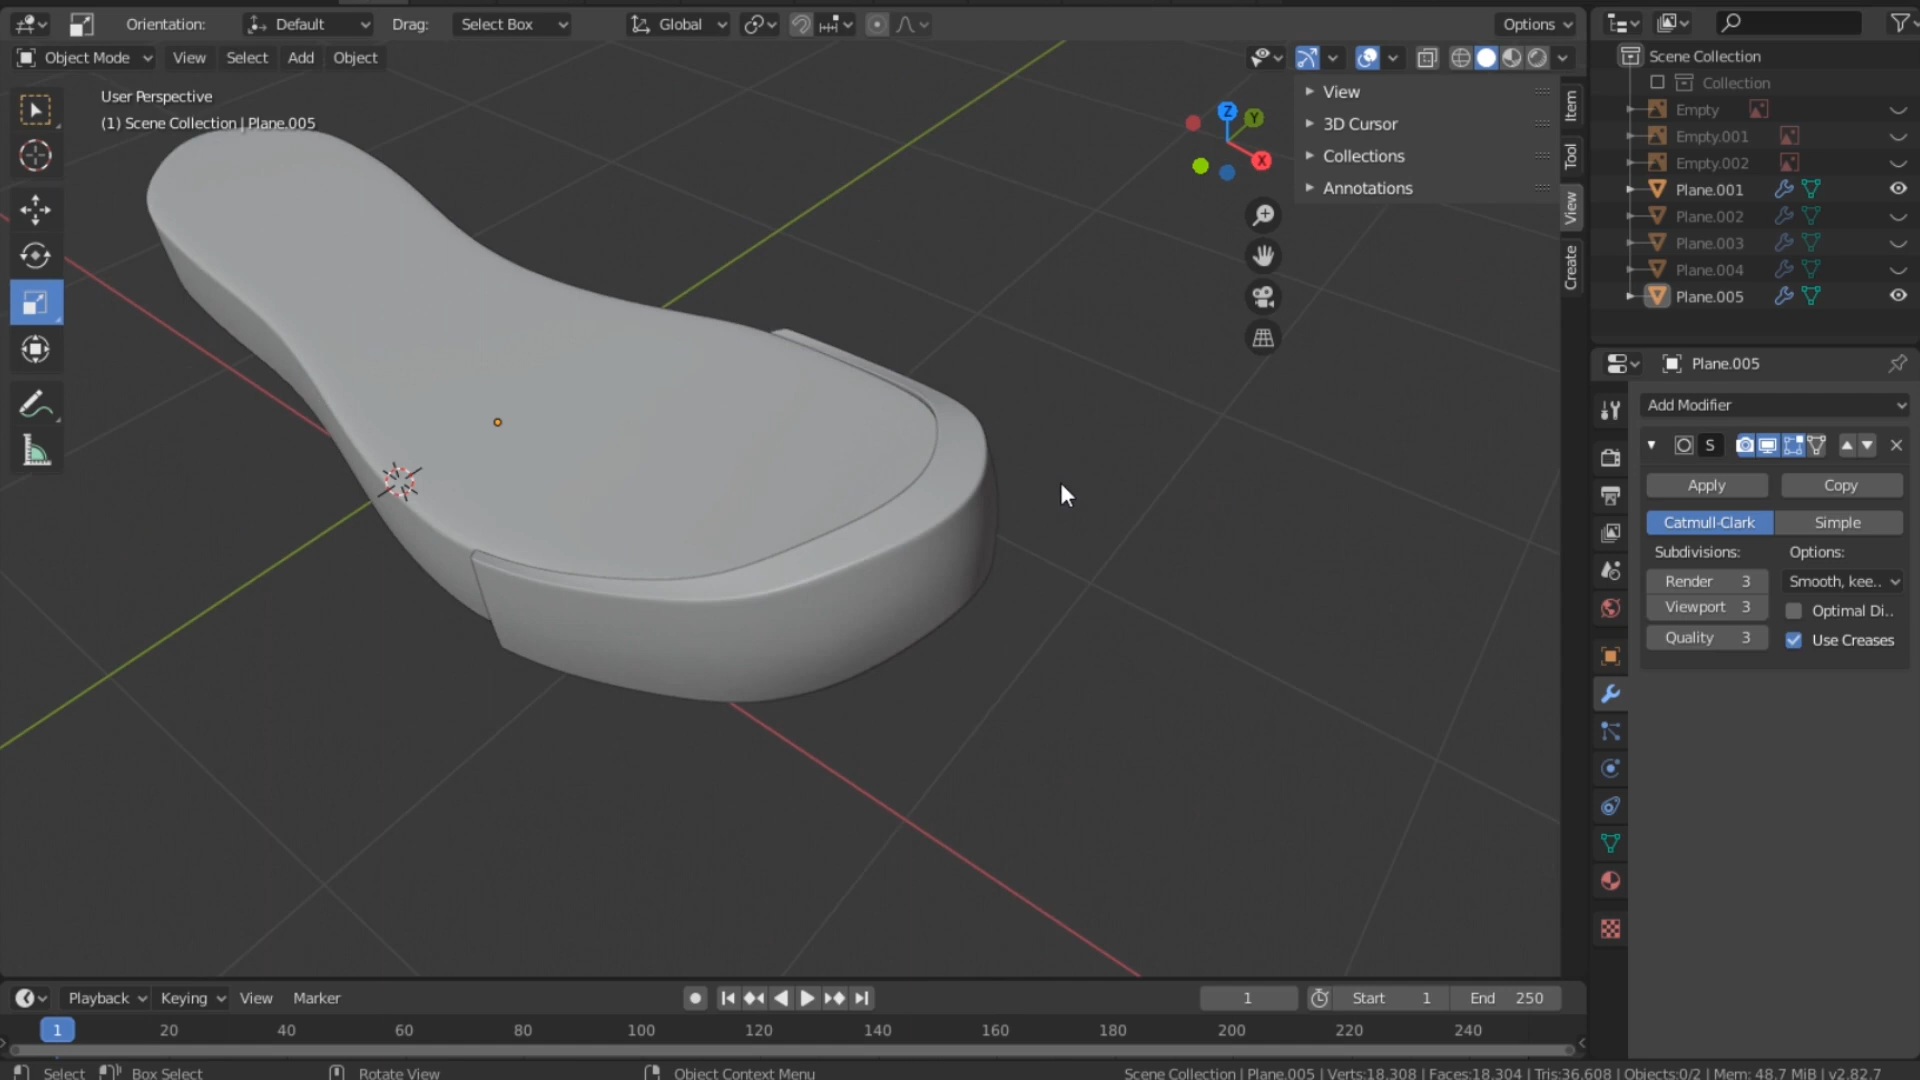 Orientation: Default Drag: Select Box Global Options
Object Mode View Select Add Object
User Perspective
(1) Scene Collection | Plane.005
Z
Y
X
View
3D Cursor
Collections
Annotations
Item
Tool
View
Create
Scene Collection
Collection
Empty
Empty.001
Empty.002
Plane.001
Plane.002
Plane.003
Plane.004
Plane.005
Plane.005
Add Modifier
S
Apply Copy
Catmull-Clark Simple
Subdivisions: Options:
Render 3 Smooth, kee..
Viewport 3 Optimal Di..
Quality 3 Use Creases
Playback Keying View Marker 1 Start 1 End 250
1 20 40 60 80 100 120 140 160 180 200 220 240
Select Box Select Rotate View Object Context Menu Scene Collection | Plane.005 | Verts:18,308 | Faces:18,304 | Tris:36,608 | Objects:0/2 | Mem: 48.7 MiB | v2.82.7